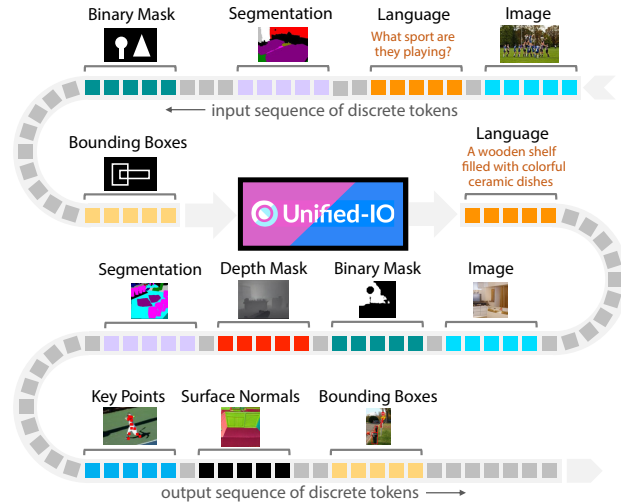 Binary Mask
Segmentation
Language
Image
What sport are
they playing?
← input sequence of discrete tokens
Bounding Boxes
Language
A wooden shelf
filled with colorful
ceramic dishes
Unified-IO
Segmentation
Depth Mask
Binary Mask
Image
Key Points
Surface Normals
Bounding Boxes
output sequence of discrete tokens →